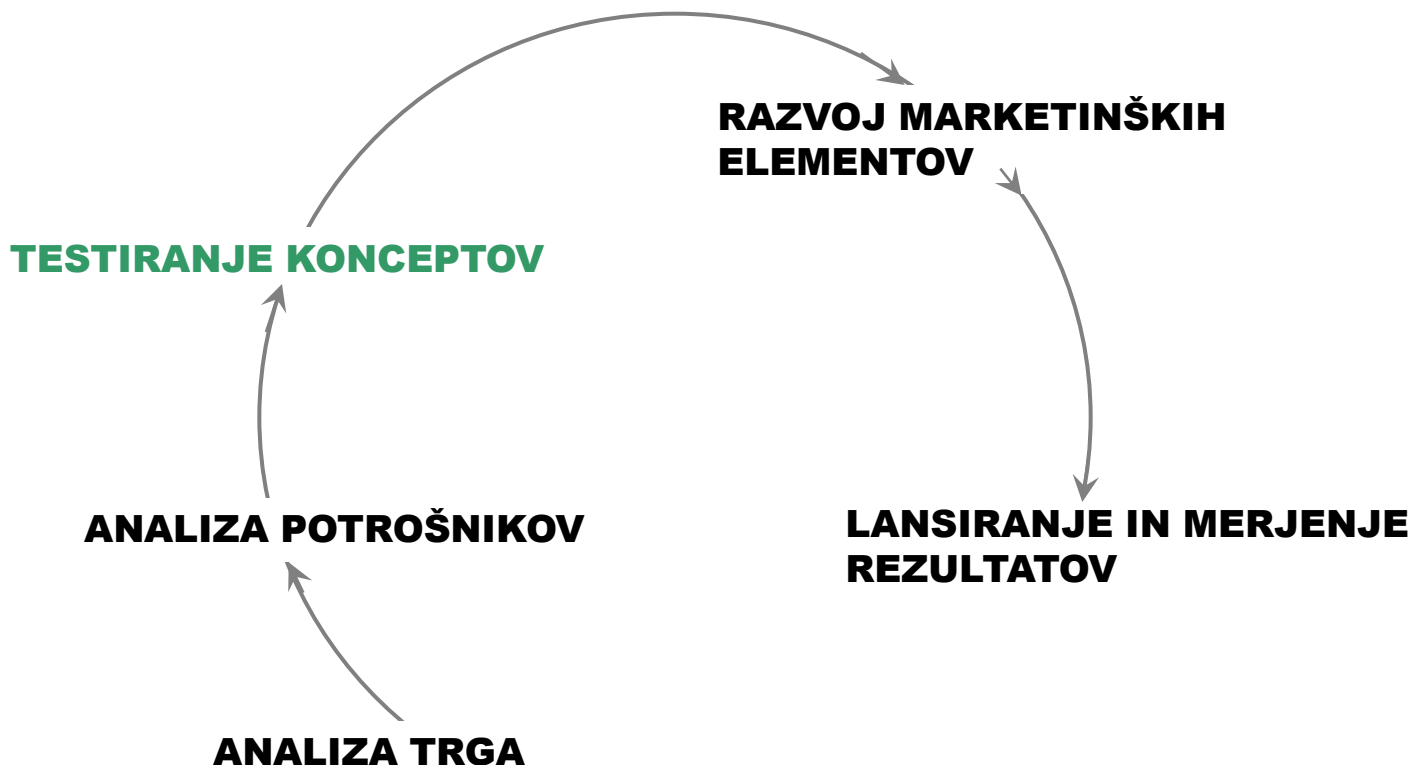 RAZVOJ MARKETINŠKIH
ELEMENTOV
TESTIRANJE KONCEPTOV
ANALIZA POTROŠNIKOV
LANSIRANJE IN MERJENJE
REZULTATOV
ANALIZA TRGA